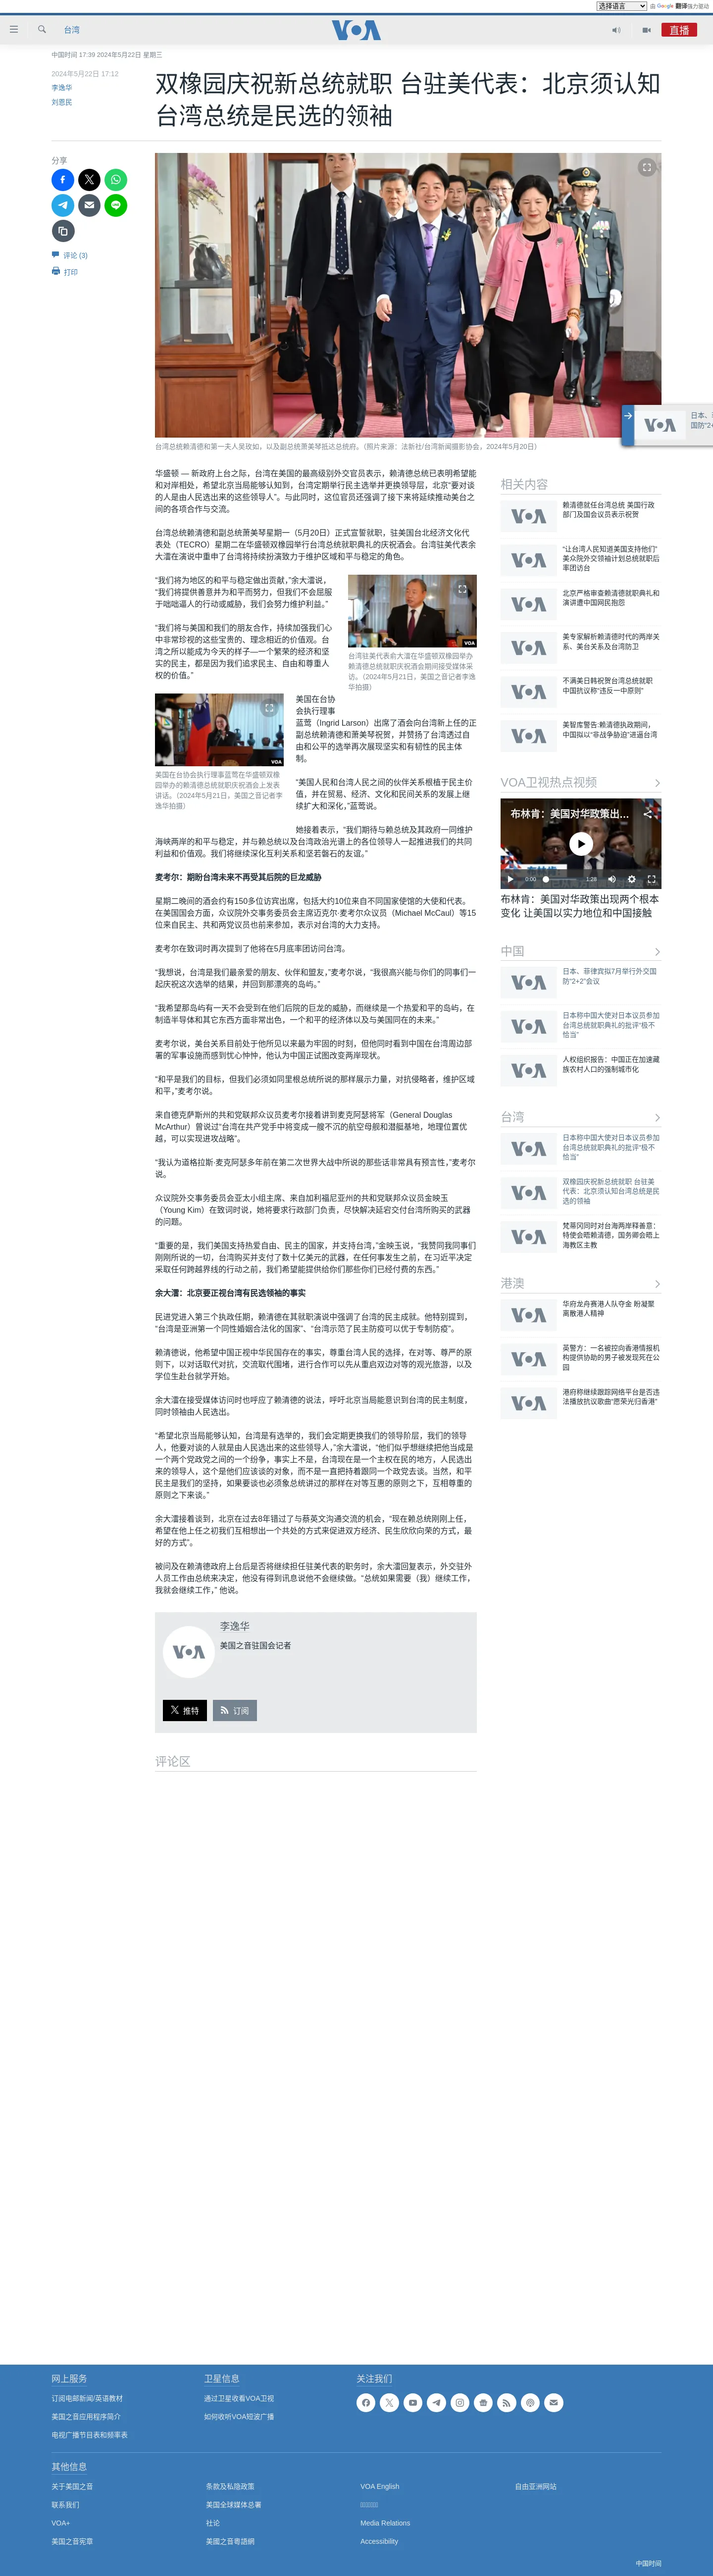 选择语言
由 Google 翻译强力驱动
台湾
VOA
直播
中国时间 17:39 2024年5月22日 星期三
2024年5月22日 17:12
李逸华
刘恩民
双橡园庆祝新总统就职 台驻美代表：北京须认知
台湾总统是民选的领袖
分享
评论 (3)
打印
台湾总统赖清德和第一夫人吴玫如，以及副总统萧美琴抵达总统府。（照片来源：法新社/台湾新闻摄影协会，2024年5月20日）
华盛顿 — 新政府上台之际，台湾在美国的最高级别外交官员表示，赖清德总统已表明希望能
和对岸相处，希望北京当局能够认知到，台湾定期举行民主选举并更换领导层，北京“要对谈
的人是由人民选出来的这些领导人”。与此同时，这位官员还强调了接下来将延续推动美台之
间的各项合作与交流。
台湾总统赖清德和副总统萧美琴星期一（5月20日）正式宣誓就职，驻美国台北经济文化代
表处（TECRO）星期二在华盛顿双橡园举行台湾总统就职典礼的庆祝酒会。台湾驻美代表余
大㵢在演说中重申了台湾将持续扮演致力于维护区域和平与稳定的角色。
“我们将为地区的和平与稳定做出贡献，”余大㵢说，
“我们将提供善意并为和平而努力，但我们不会屈服
于咄咄逼人的行动或威胁，我们会努力维护利益。”
台湾驻美代表俞大㵢在华盛顿双橡园举办
赖清德总统就职庆祝酒会期间接受媒体采
访。（2024年5月21日，美国之音记者李逸
华拍摄）
“我们将与美国和我们的朋友合作，持续加强我们心
中非常珍视的这些宝贵的、理念相近的价值观。台
湾之所以能成为今天的样子—一个繁荣的经济和坚
实的民主，都是因为我们追求民主、自由和尊重人
权的价值。”
美国在台协会执行理事蓝莺在华盛顿双橡
园举办的赖清德总统就职庆祝酒会上发表
讲话。（2024年5月21日，美国之音记者李
逸华拍摄）
美国在台协
会执行理事
蓝莺（Ingrid Larson）出席了酒会向台湾新上任的正
副总统赖清德和萧美琴祝贺，并赞扬了台湾透过自
由和公平的选举再次展现坚实和有韧性的民主体
制。
“美国人民和台湾人民之间的伙伴关系根植于民主价
值，并在贸易、经济、文化和民间关系的发展上继
续扩大和深化，”蓝莺说。
她接着表示，“我们期待与赖总统及其政府一同维护
海峡两岸的和平与稳定，并与赖总统以及台湾政治光谱上的各位领导人一起推进我们的共同
利益和价值观。我们将继续深化互利关系和坚若磐石的友谊。”
麦考尔：期盼台湾未来不再受其后院的巨龙威胁
星期二晚间的酒会约有150多位访宾出席，包括大约10位来自不同国家使馆的大使和代表。
在美国国会方面，众议院外交事务委员会主席迈克尔·麦考尔众议员（Michael McCaul）等15
位来自民主、共和两党议员也前来参加，表示对台湾的大力支持。
麦考尔在致词时再次提到了他将在5月底率团访问台湾。
“我想说，台湾是我们最亲爱的朋友、伙伴和盟友，”麦考尔说，“我很高兴能与你们的同事们一
起庆祝这次选举的结果，并回到那漂亮的岛屿。”
“我希望那岛屿有一天不会受到在他们后院的巨龙的威胁，而继续是一个热爱和平的岛屿，在
制造半导体和其它东西方面非常出色，一个和平的经济体以及与美国同在的未来。”
麦考尔说，美台关系目前处于他所见以来最为牢固的时刻，但他同时看到中国在台湾周边部
署的军事设施而感到忧心忡忡，他认为中国正试图改变两岸现状。
“和平是我们的目标，但我们必须如同里根总统所说的那样展示力量，对抗侵略者，维护区域
和平，”麦考尔说。
来自德克萨斯州的共和党联邦众议员麦考尔接着讲到麦克阿瑟将军（General Douglas
McArthur）曾说过“台湾在共产党手中将变成一艘不沉的航空母舰和潜艇基地，地理位置优
越，可以实现进攻战略”。
“我认为道格拉斯·麦克阿瑟多年前在第二次世界大战中所说的那些话非常具有预言性，”麦考尔
说。
众议院外交事务委员会亚太小组主席、来自加利福尼亚州的共和党联邦众议员金映玉
（Young Kim）在致词时说，她将要求行政部门负责，尽快解决延宕交付台湾所购买的武器
的问题。
“重要的是，我们美国支持热爱自由、民主的国家，并支持台湾，”金映玉说，“我赞同我同事们
刚刚所说的一切，台湾购买并支付了数十亿美元的武器，在任何事发生之前，在习近平决定
采取任何跨越界线的行动之前，我们希望能提供给你们那些你们已经付费的东西。”
余大㵢：北京要正视台湾有民选领袖的事实
民进党进入第三个执政任期，赖清德在其就职演说中强调了台湾的民主成就。他特别提到，
“台湾是亚洲第一个同性婚姻合法化的国家”、“台湾示范了民主防疫可以优于专制防疫”。
赖清德说，他希望中国正视中华民国存在的事实，尊重台湾人民的选择，在对等、尊严的原
则下，以对话取代对抗，交流取代围堵，进行合作可以先从重启双边对等的观光旅游，以及
学位生赴台就学开始。
余大㵢在接受媒体访问时也呼应了赖清德的说法，呼吁北京当局能意识到台湾的民主制度，
同时领袖由人民选出。
“希望北京当局能够认知，台湾是有选举的，我们会定期更换我们的领导阶层，我们的领导
人，他要对谈的人就是由人民选出来的这些领导人，”余大㵢说，“他们似乎想继续把他当成是
一个两个党政党之间的一个纷争，事实上不是，台湾现在是一个主权在民的地方，人民选出
来的领导人，这个是他们应该谈的对象，而不是一直把持着跟同一个政党去谈。当然，和平
民主是我们的坚持，如果要谈也必须象总统讲过的那样在对等互惠的原则之下，相互尊重的
原则之下来谈。”
余大㵢接着谈到，北京在过去8年错过了与蔡英文沟通交流的机会，“现在赖总统刚刚上任，
希望在他上任之初我们互相想出一个共处的方式来促进双方经济、民生欣欣向荣的方式，最
好的方式”。
被问及在赖清德政府上台后是否将继续担任驻美代表的职务时，余大㵢回复表示，外交驻外
人员工作由总统来决定，他没有得到讯息说他不会继续做。“总统如果需要（我）继续工作，
我就会继续工作，” 他说。
李逸华
美国之音驻国会记者
推特
订阅
评论区
日本、菲
国防“2+
相关内容
赖清德就任台湾总统 美国行政
部门及国会议员表示祝贺
“让台湾人民知道美国支持他们”
美众院外交领袖计划总统就职后
率团访台
北京严格审查赖清德就职典礼和
演讲遭中国网民抱怨
美专家解析赖清德时代的两岸关
系、美台关系及台湾防卫
不满美日韩祝贺台湾总统就职
中国抗议称“违反一中原则”
美智库警告:赖清德执政期间，
中国拟以“非战争胁迫”进逼台湾
VOA卫视热点视频
布林肯：美国对华政策出…
0:00
1:28
布林肯：美国对华政策出现两个根本
变化 让美国以实力地位和中国接触
中国
日本、菲律宾拟7月举行外交国
防“2+2”会议
日本称中国大使对日本议员参加
台湾总统就职典礼的批评“极不
恰当”
人权组织报告：中国正在加速藏
族农村人口的强制城市化
台湾
日本称中国大使对日本议员参加
台湾总统就职典礼的批评“极不
恰当”
双橡园庆祝新总统就职 台驻美
代表：北京须认知台湾总统是民
选的领袖
梵蒂冈同时对台海两岸释善意：
特使会晤赖清德，国务卿会晤上
海教区主教
港澳
华府龙舟赛港人队夺金 盼凝聚
离散港人精神
英警方：一名被控向香港情报机
构提供协助的男子被发现死在公
园
港府称继续跟踪网络平台是否违
法播放抗议歌曲“愿荣光归香港”
网上服务
订阅电邮新闻/英语教材
美国之音应用程序简介
电视广播节目表和频率表
卫星信息
通过卫星收看VOA卫视
如何收听VOA短波广播
关注我们
其他信息
关于美国之音
联系我们
VOA+
美国之音宪章
条款及私隐政策
美国全球媒体总署
社论
美國之音粵語網
VOA English
Media Relations
Accessibility
自由亚洲网站
中国时间